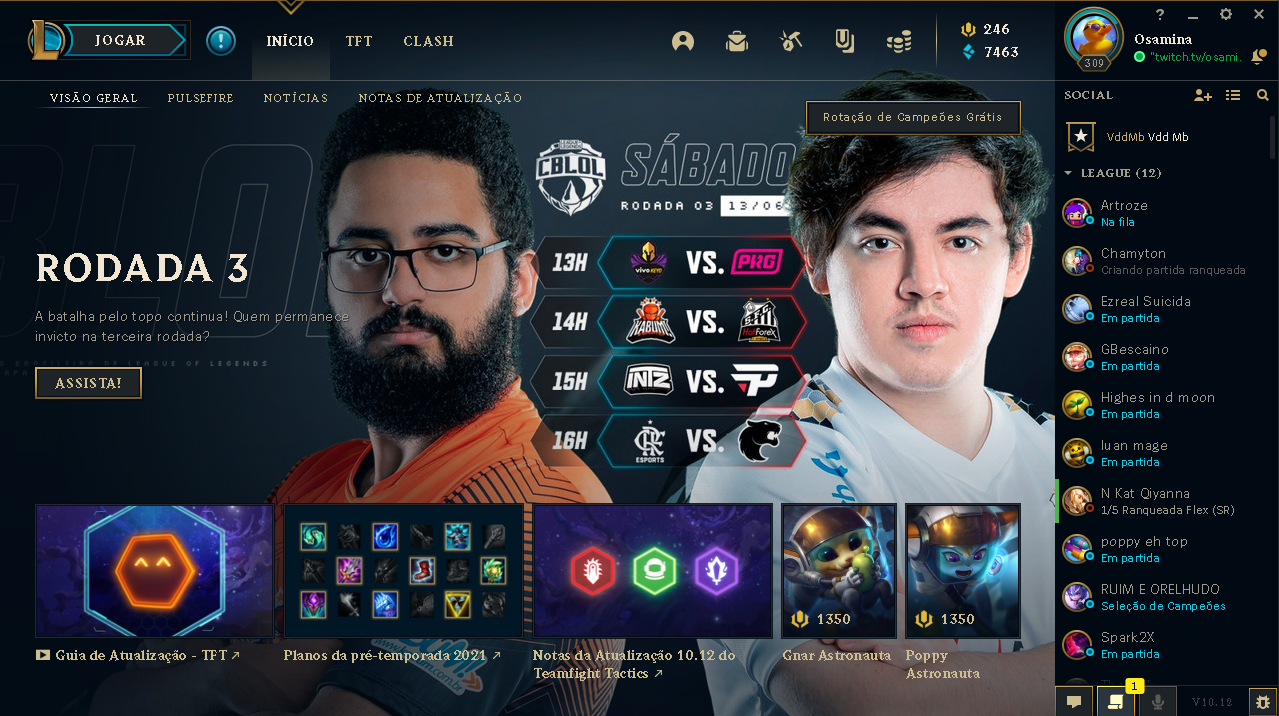 JOGAR
INÍCIO
TFT
CLASH
246
7463
309
Osamina
"twitch.tv/osami.
VISÃO GERAL
PULSEFIRE
NOTÍCIAS
NOTAS DE ATUALIZAÇÃO
Rotação de Campeões Grátis
CBLOL
SÁBADO
RODADA 03 13/06
RODADA 3
A batalha pelo topo continua! Quem permanece
invicto na terceira rodada?
ASSISTA!
13H
VIVO KEYD
VS.
PRG
14H
KABUM!
VS.
HotForex
15H
INTZ
VS.
16H
ESPORTS
VS.
1350
1350
Guia de Atualização - TFT
Planos da pré-temporada 2021
Notas da Atualização 10.12 do
Teamfight Tactics
Gnar Astronauta
Poppy
Astronauta
SOCIAL
VddMb Vdd Mb
LEAGUE (12)
Artroze
Na fila
Chamyton
Criando partida ranqueada
Ezreal Suicida
Em partida
GBescaino
Em partida
Highes in d moon
Em partida
luan mage
Em partida
N Kat Qiyanna
1/5 Ranqueada Flex (SR)
poppy eh top
Em partida
RUIM E ORELHUDO
Seleção de Campeões
Spark2X
Em partida
1
V10.12